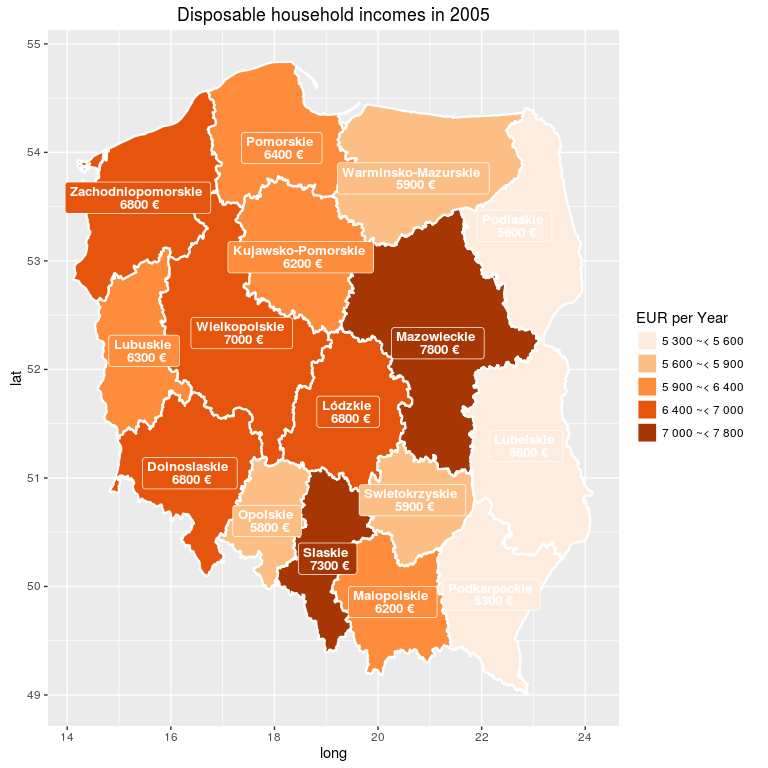 Disposable household incomes in 2005
55
54
53
52
51
50
49
lat
Pomorskie
6400 €
Warminsko-Mazurskie
5900 €
Zachodniopomorskie
6800 €
Podlaskie
5600 €
Kujawsko-Pomorskie
6200 €
Wielkopolskie
7000 €
Mazowieckie
7800 €
Lubuskie
6300 €
Lódzkie
6800 €
Lubelskie
5600 €
Dolnoslaskie
6800 €
Swietokrzyskie
5900 €
Opolskie
5800 €
Slaskie
7300 €
Malopolskie
6200 €
Podkarpackie
5300 €
14
16
18
20
22
24
long
EUR per Year
5 300 ~< 5 600
5 600 ~< 5 900
5 900 ~< 6 400
6 400 ~< 7 000
7 000 ~< 7 800